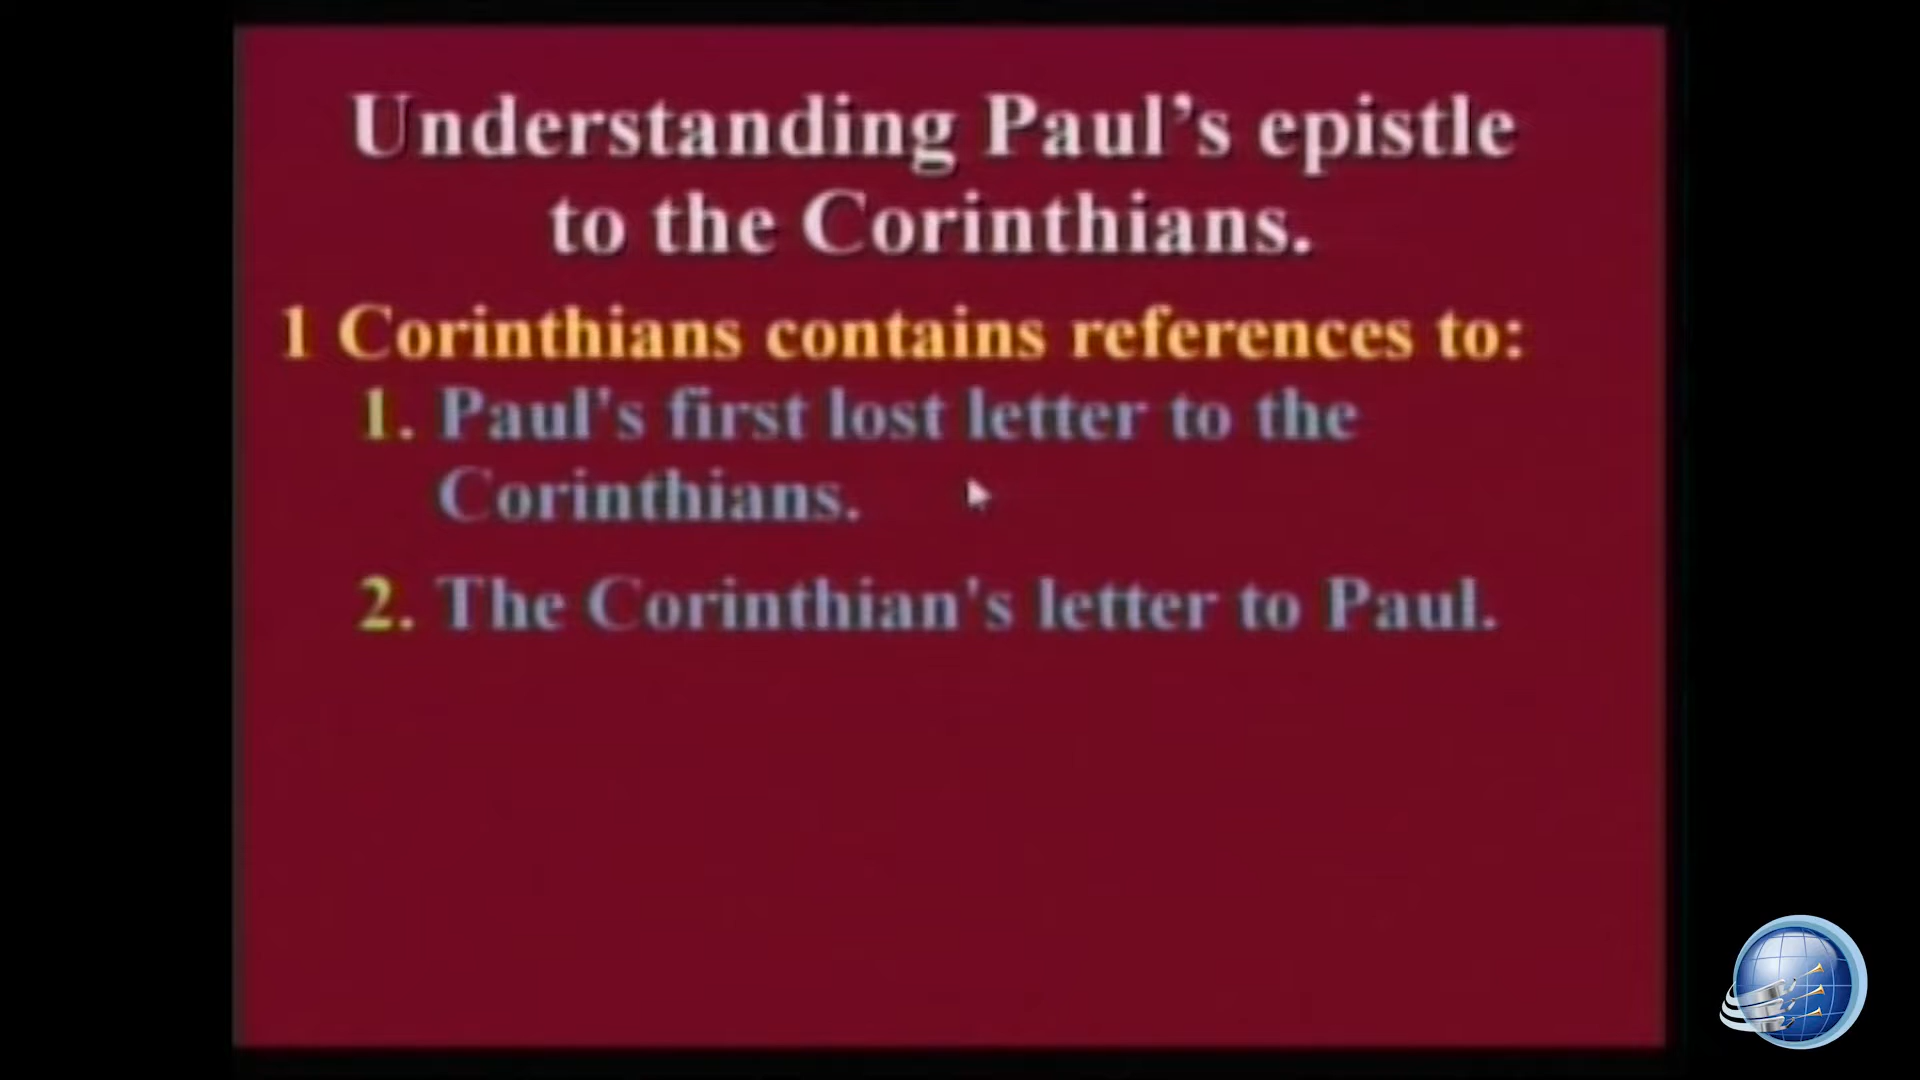 Understanding Paul’s epistle
to the Corinthians.
1 Corinthians contains references to:
1. Paul's first lost letter to the
Corinthians.
2. The Corinthian's letter to Paul.